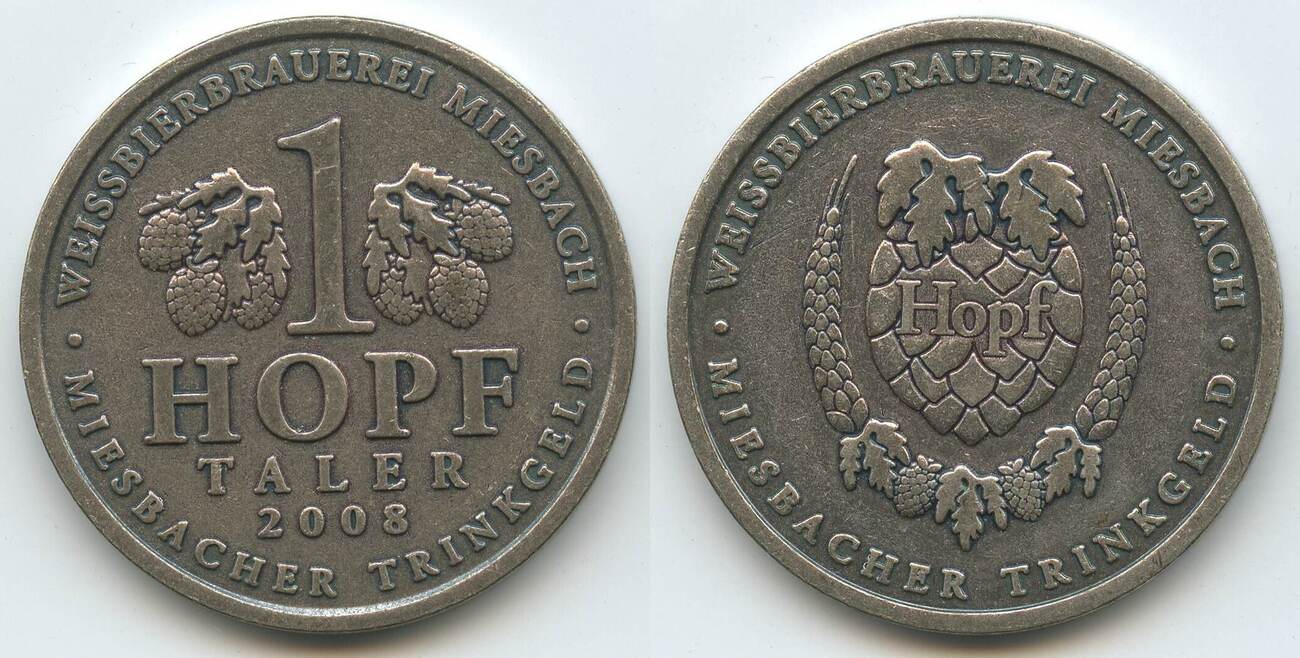 · WEISSBIERBRAUEREI MIESBACH ·
1
HOPF
TALER
2008
MIESBACHER TRINKGELD
· WEISSBIERBRAUEREI MIESBACH ·
Hopf
MIESBACHER TRINKGELD